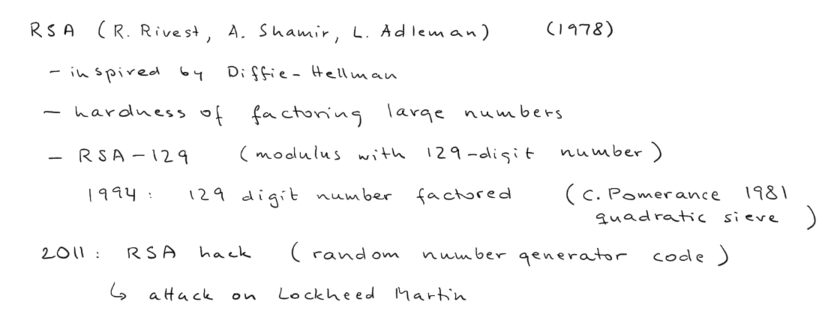 RSA (R. Rivest, A. Shamir, L. Adleman) (1978)
- inspired by Diffie-Hellman
- hardness of factoring large numbers
- RSA-129 (modulus with 129-digit number)
1994: 129 digit number factored (C. Pomerance 1981
quadratic sieve)
2011: RSA hack (random number generator code)
↳ attack on Lockheed Martin